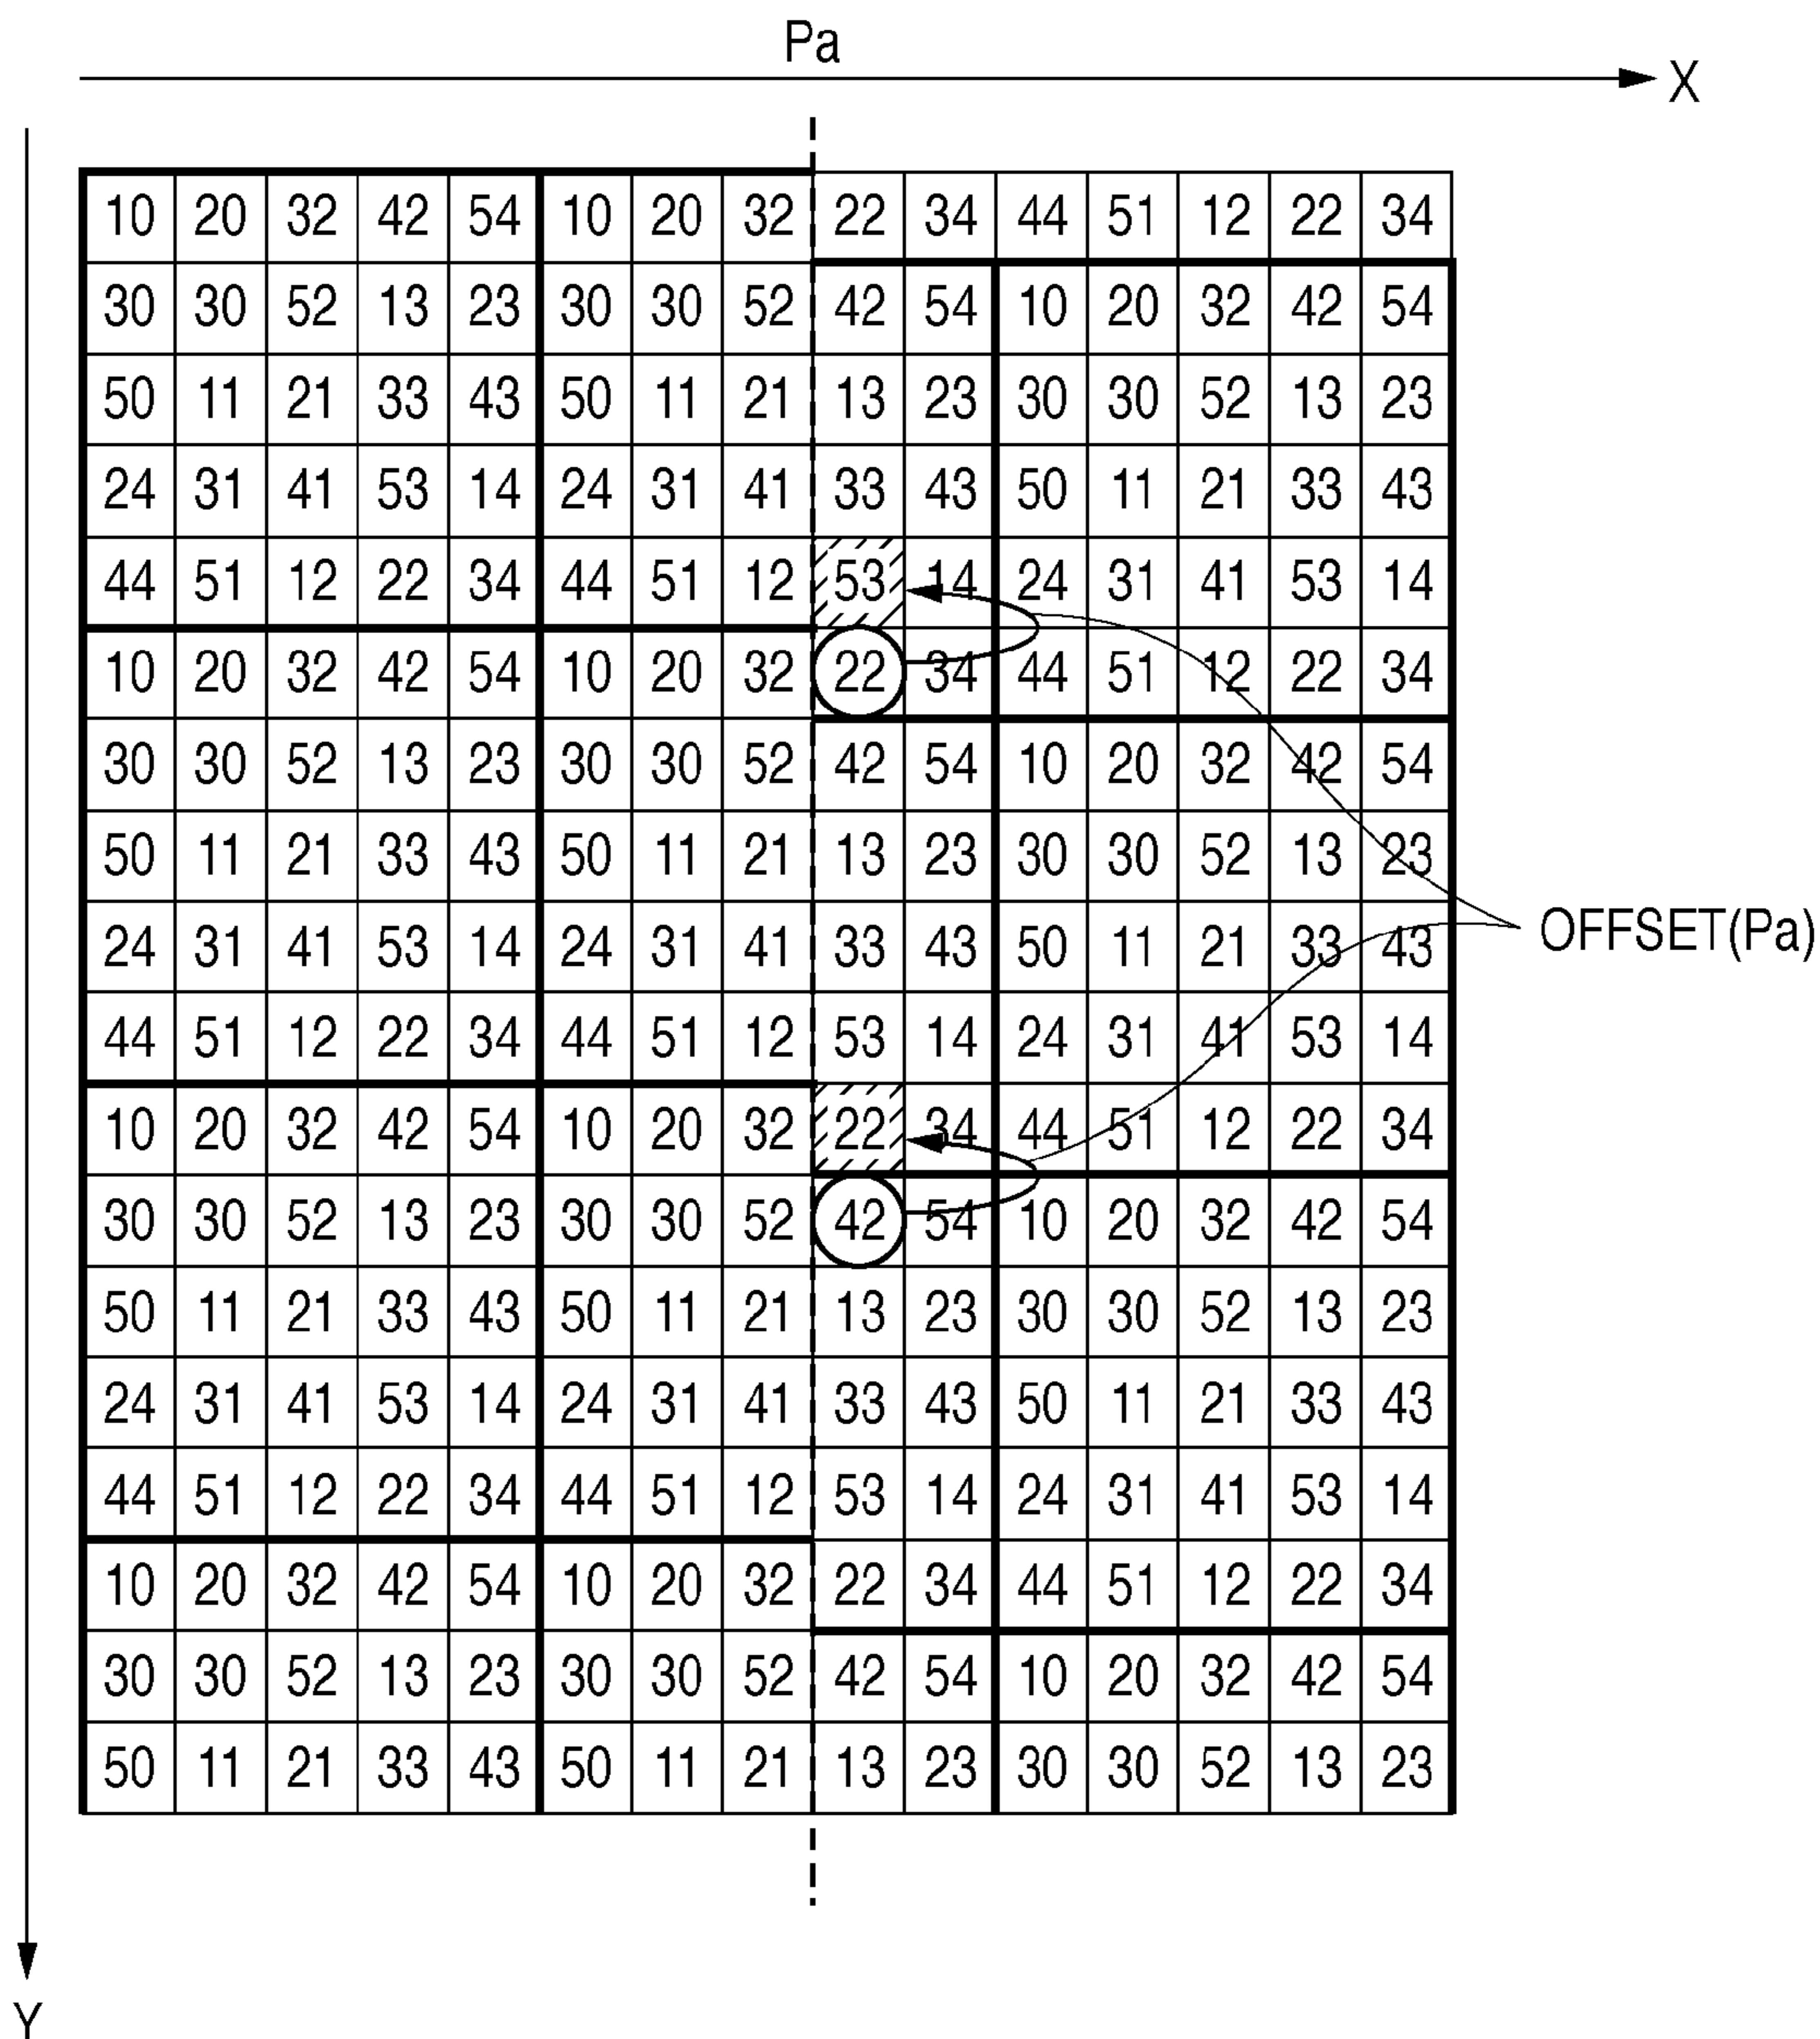 Pa
X
10 20 32 42 54 10 20 32 22 34 44 51 12 22 34
30 30 52 13 23 30 30 52 42 54 10 20 32 42 54
50 11 21 33 43 50 11 21 13 23 30 30 52 13 23
24 31 41 53 14 24 31 41 33 43 50 11 21 33 43
44 51 12 22 34 44 51 12 53 14 24 31 41 53 14
10 20 32 42 54 10 20 32 22 34 44 51 12 22 34
30 30 52 13 23 30 30 52 42 54 10 20 32 42 54
50 11 21 33 43 50 11 21 13 23 30 30 52 13 23
24 31 41 53 14 24 31 41 33 43 50 11 21 33 43
OFFSET(Pa)
44 51 12 22 34 44 51 12 53 14 24 31 41 53 14
10 20 32 42 54 10 20 32 22 34 44 51 12 22 34
30 30 52 13 23 30 30 52 42 54 10 20 32 42 54
50 11 21 33 43 50 11 21 13 23 30 30 52 13 23
24 31 41 53 14 24 31 41 33 43 50 11 21 33 43
44 51 12 22 34 44 51 12 53 14 24 31 41 53 14
10 20 32 42 54 10 20 32 22 34 44 51 12 22 34
30 30 52 13 23 30 30 52 42 54 10 20 32 42 54
50 11 21 33 43 50 11 21 13 23 30 30 52 13 23
Y